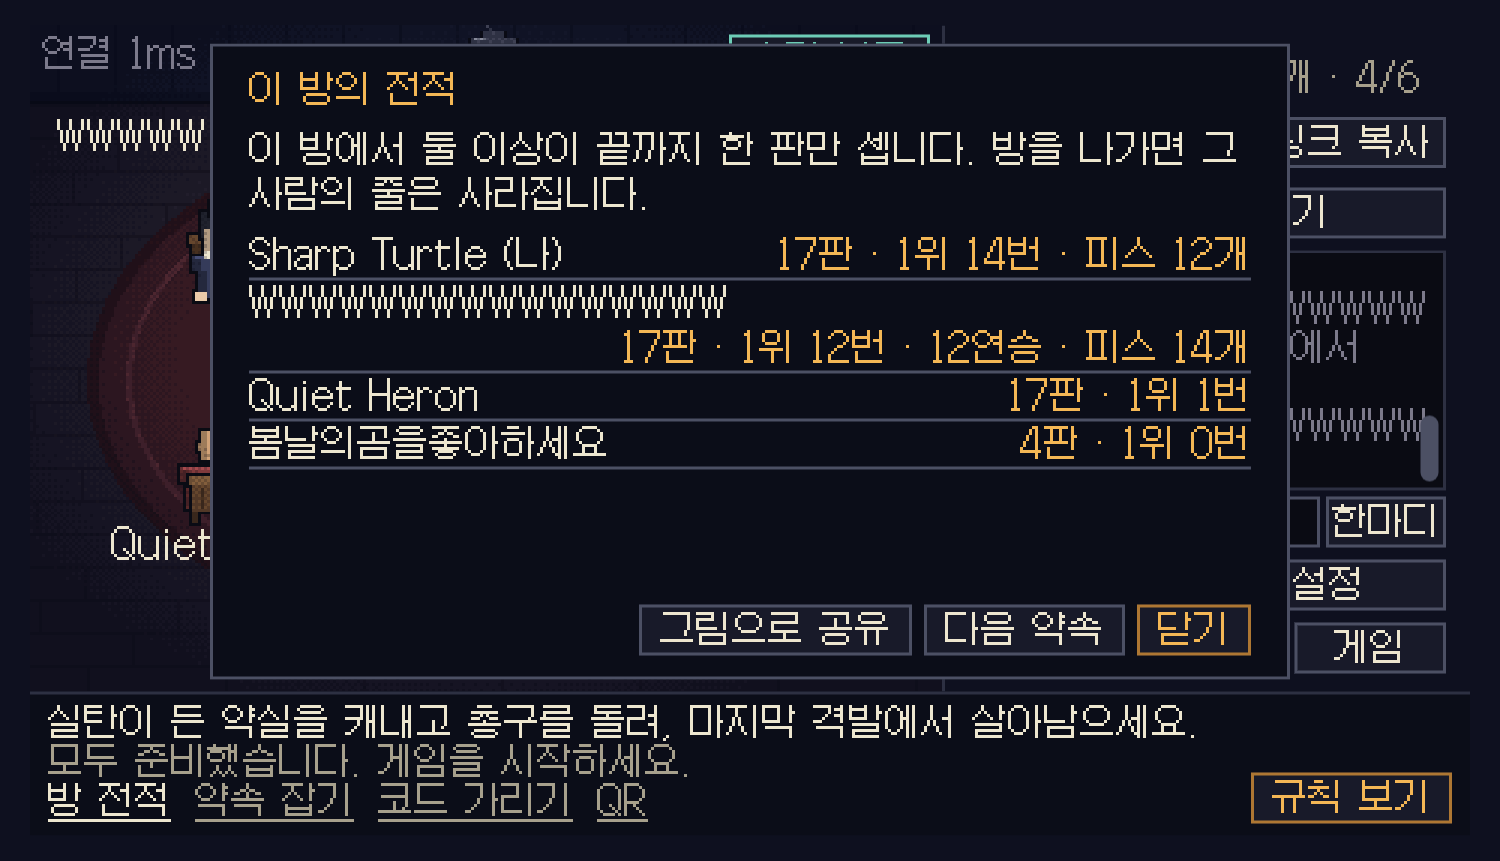 연결 1ms
4/6
이 방의 전적
이 방에서 둘 이상이 끝까지 한 판만 셉니다. 방을 나가면 그
사람의 줄은 사라집니다.
Sharp Turtle (나) 17판 · 1위 14번 · 피스 12개
WWWWWWWWWWWWWWWW
17판 · 1위 12번 · 12연승 · 피스 14개
Quiet Heron 17판 · 1위 1번
봄날의곰을좋아하세요 4판 · 1위 0번
그림으로 공유 다음 약속 닫기
복사
에서
Quiet
한마디
설정
게임
실탄이 든 약실을 캐내고 총구를 돌려, 마지막 격발에서 살아남으세요.
모두 준비했습니다. 게임을 시작하세요.
방 전적 약속 잡기 코드 가리기 QR
규칙 보기